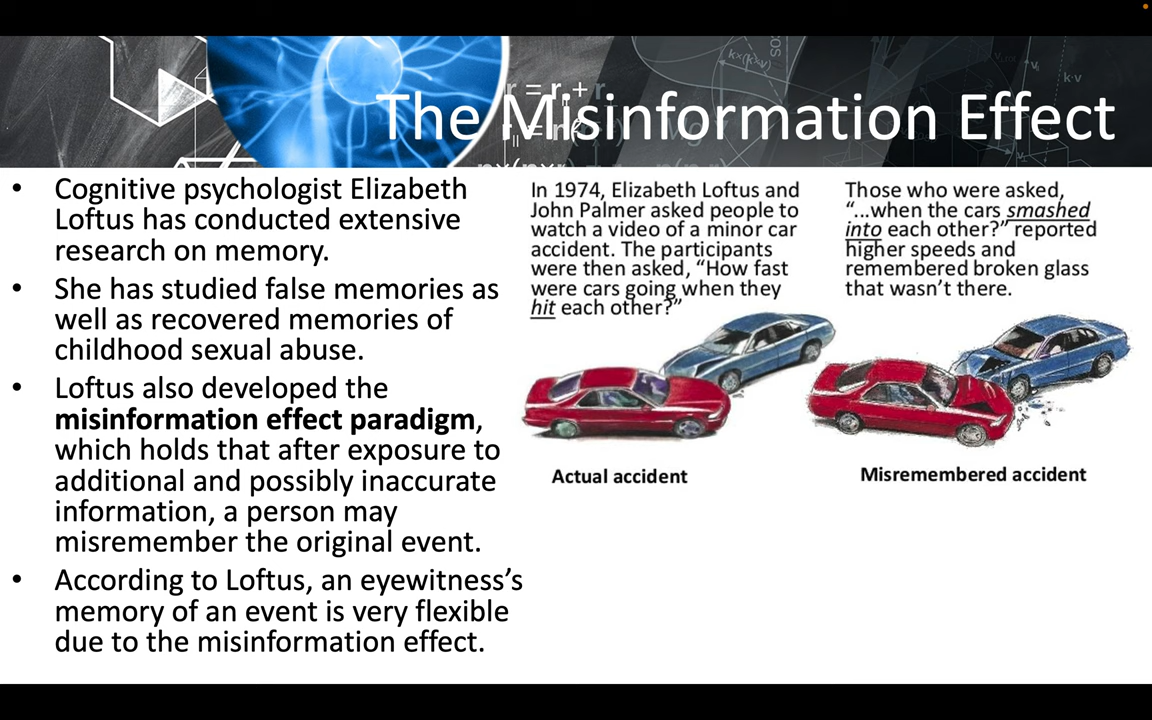 The Misinformation Effect
• Cognitive psychologist Elizabeth
Loftus has conducted extensive
research on memory.
• She has studied false memories as
well as recovered memories of
childhood sexual abuse.
• Loftus also developed the
misinformation effect paradigm,
which holds that after exposure to
additional and possibly inaccurate
information, a person may
misremember the original event.
• According to Loftus, an eyewitness’s
memory of an event is very flexible
due to the misinformation effect.
In 1974, Elizabeth Loftus and
John Palmer asked people to
watch a video of a minor car
accident. The participants
were then asked, “How fast
were cars going when they
hit each other?”
Actual accident
Those who were asked,
“...when the cars smashed
into each other?” reported
higher speeds and
remembered broken glass
that wasn’t there.
Misremembered accident